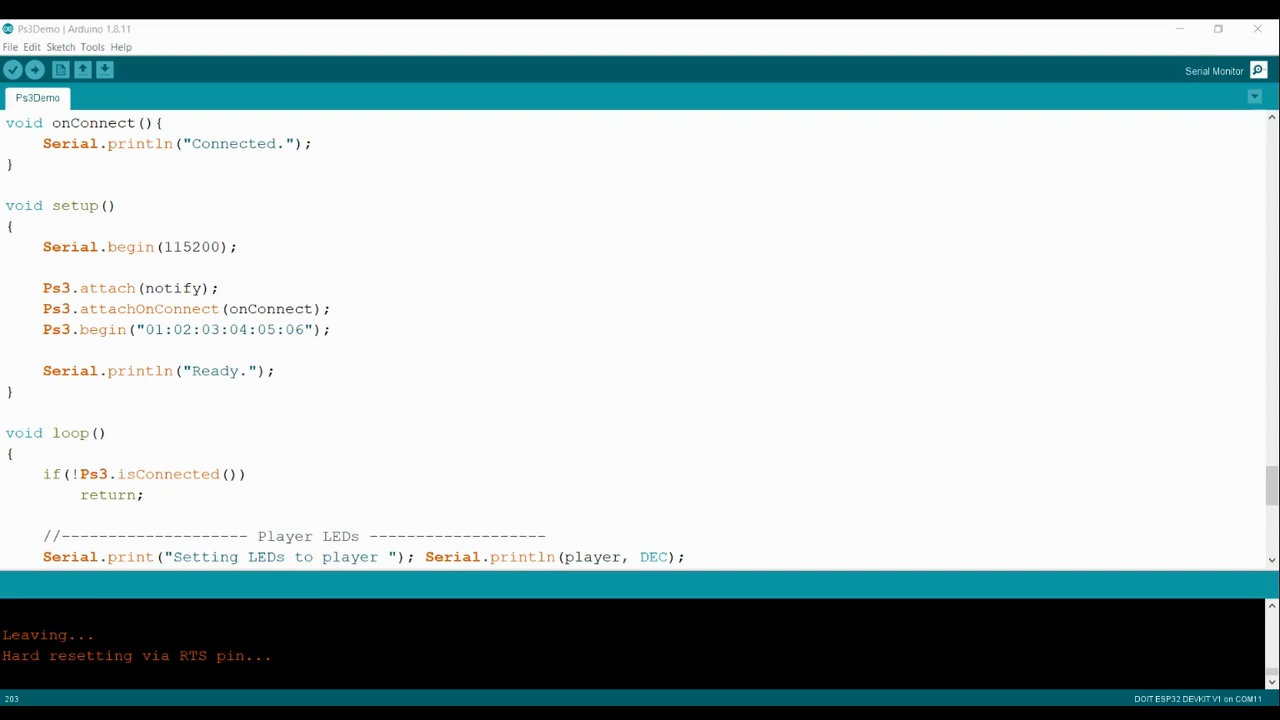 Ps3Demo | Arduino 1.8.11
File Edit Sketch Tools Help
Serial Monitor
Ps3Demo
void onConnect(){
    Serial.println("Connected.");
}
void setup()
{
    Serial.begin(115200);
    Ps3.attach(notify);
    Ps3.attachOnConnect(onConnect);
    Ps3.begin("01:02:03:04:05:06");
    Serial.println("Ready.");
}
void loop()
{
    if(!Ps3.isConnected())
        return;
    //-------------------- Player LEDs -------------------
    Serial.print("Setting LEDs to player "); Serial.println(player, DEC);
Leaving...
Hard resetting via RTS pin...
203
DOIT ESP32 DEVKIT V1 on COM11